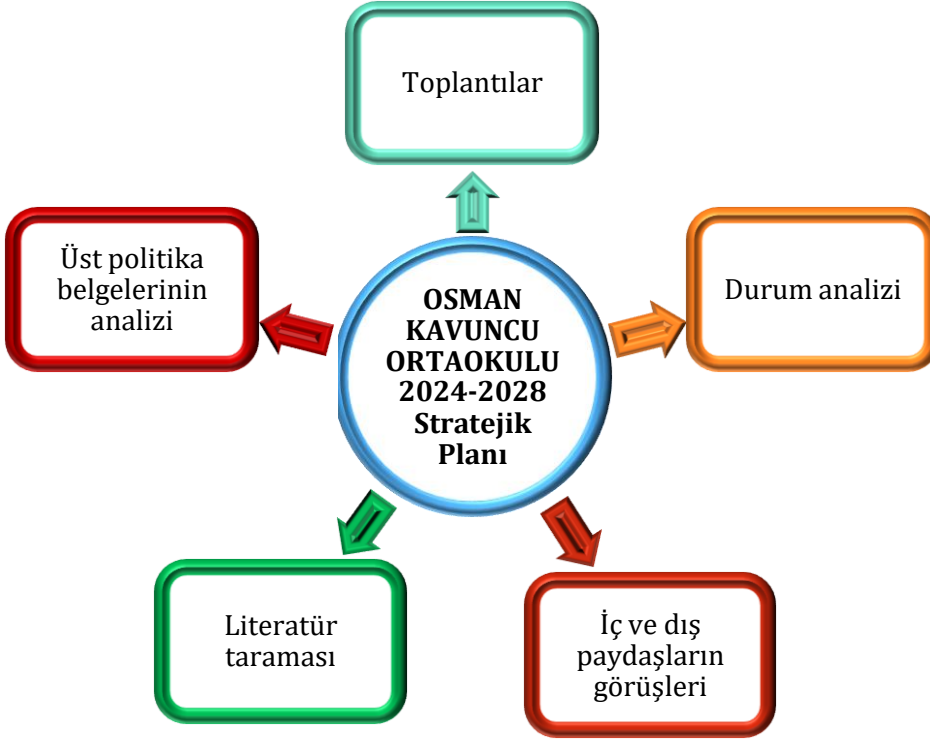 Toplantılar
Üst politika
belgelerinin
analizi
OSMAN
KAVUNCU
ORTAOKULU
2024-2028
Stratejik
Planı
Durum analizi
Literatür
taraması
İç ve dış
paydaşların
görüşleri